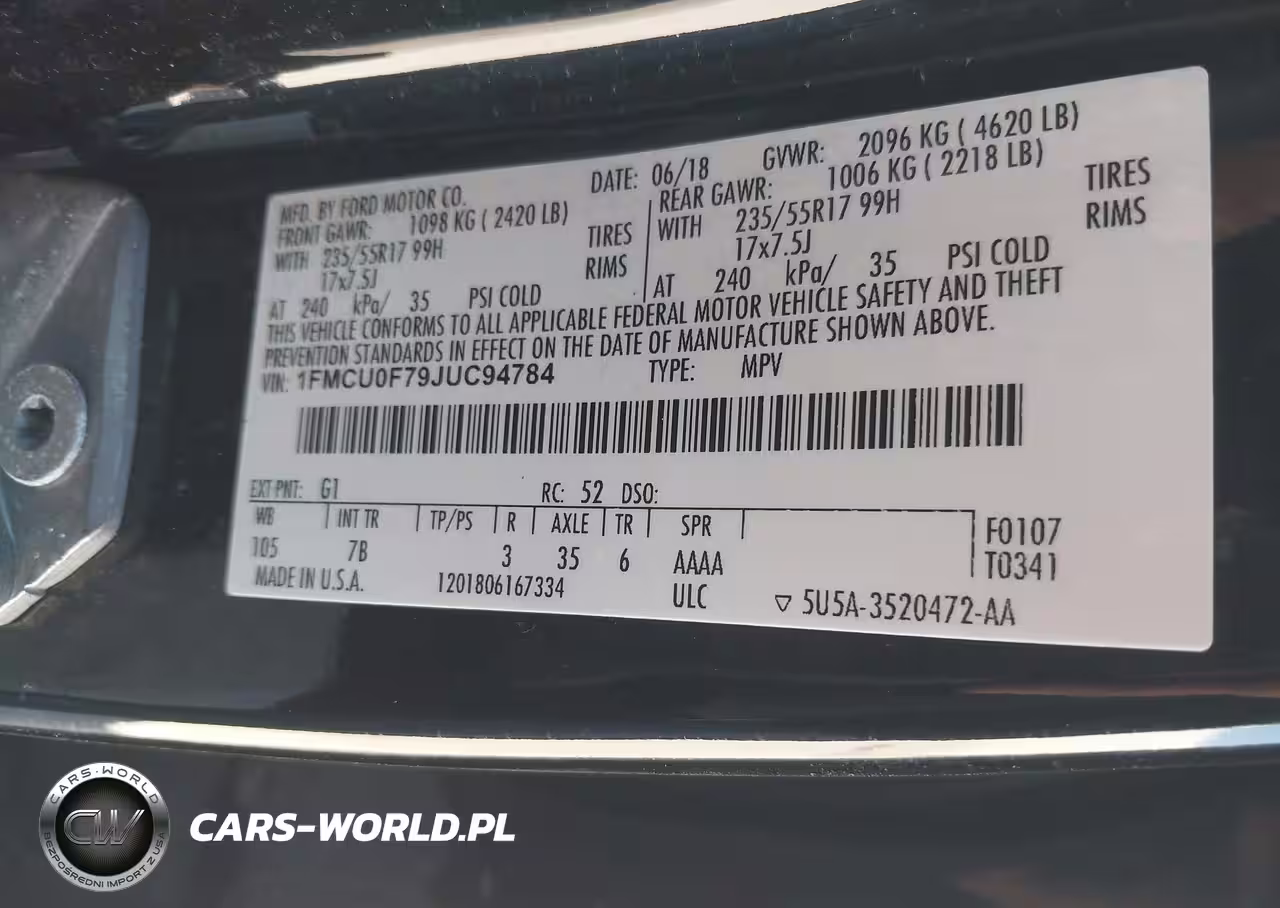 MFD. BY FORD MOTOR CO. DATE: 06/18 GVWR: 2096 KG ( 4620 LB)
FRONT GAWR: 1098 KG ( 2420 LB) REAR GAWR: 1006 KG ( 2218 LB)
WITH 235/55R17 99H TIRES WITH 235/55R17 99H TIRES
17x7.5J RIMS 17x7.5J RIMS
AT 240 kPa/ 35 PSI COLD AT 240 kPa/ 35 PSI COLD
THIS VEHICLE CONFORMS TO ALL APPLICABLE FEDERAL MOTOR VEHICLE SAFETY AND THEFT
PREVENTION STANDARDS IN EFFECT ON THE DATE OF MANUFACTURE SHOWN ABOVE.
VIN: 1FMCU0F79JUC94784 TYPE: MPV
EXT PNT: G1 RC: 52 DSO:
WB INT TR TP/PS R AXLE TR SPR F0107
105 7B 3 35 6 AAAA T0341
MADE IN U.S.A. 1201806167334 ULC ▽ 5U5A-3520472-AA
CARS-WORLD
CW
BEZPOŚREDNI IMPORT Z USA
CARS-WORLD.PL